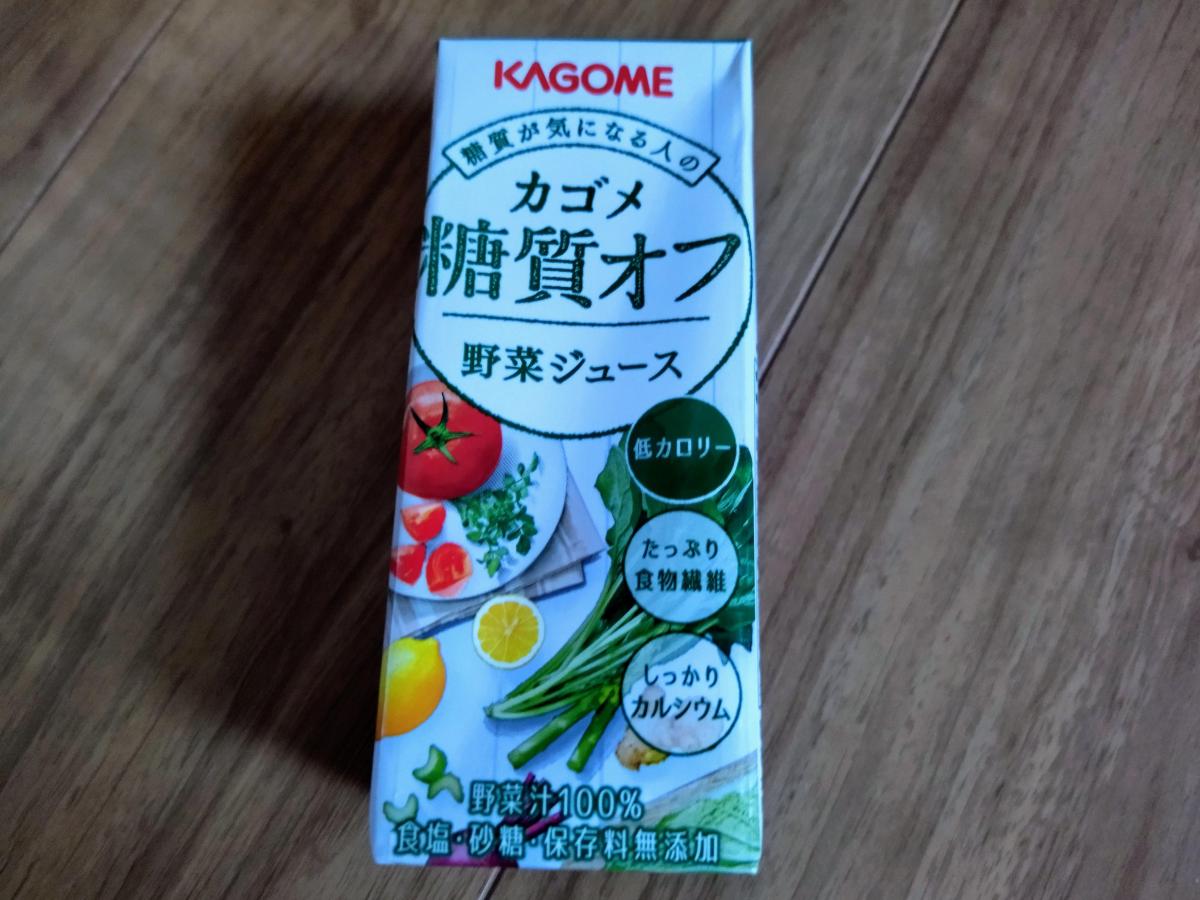 KAGOME
糖質が気になる人の
カゴメ
糖質オフ
野菜ジュース
低カロリー
たっぷり
食物繊維
しっかり
カルシウム
野菜汁100%
食塩・砂糖・保存料無添加